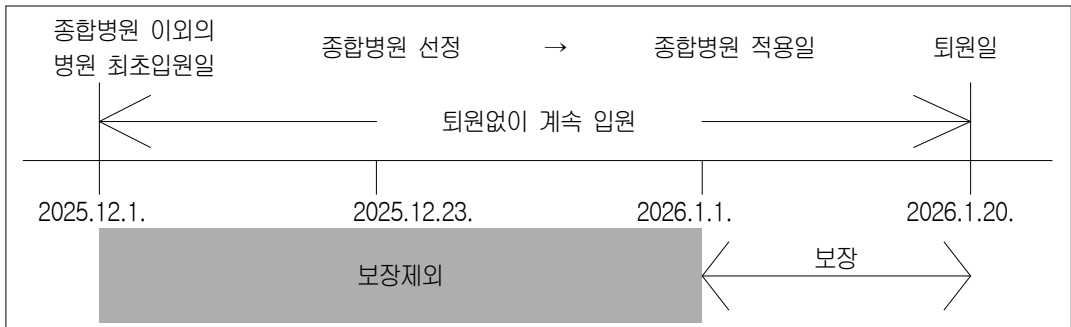 종합병원 이외의
병원 최초입원일
종합병원 선정 → 종합병원 적용일 퇴원일
퇴원없이 계속 입원
2025.12.1. 2025.12.23. 2026.1.1. 2026.1.20.
보장제외
보장